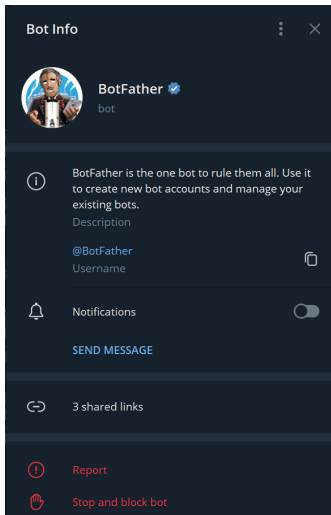 Bot Info
BotFather
bot
BotFather is the one bot to rule them all. Use it
to create new bot accounts and manage your
existing bots.
Description
@BotFather
Username
Notifications
SEND MESSAGE
3 shared links
Report
Stop and block bot